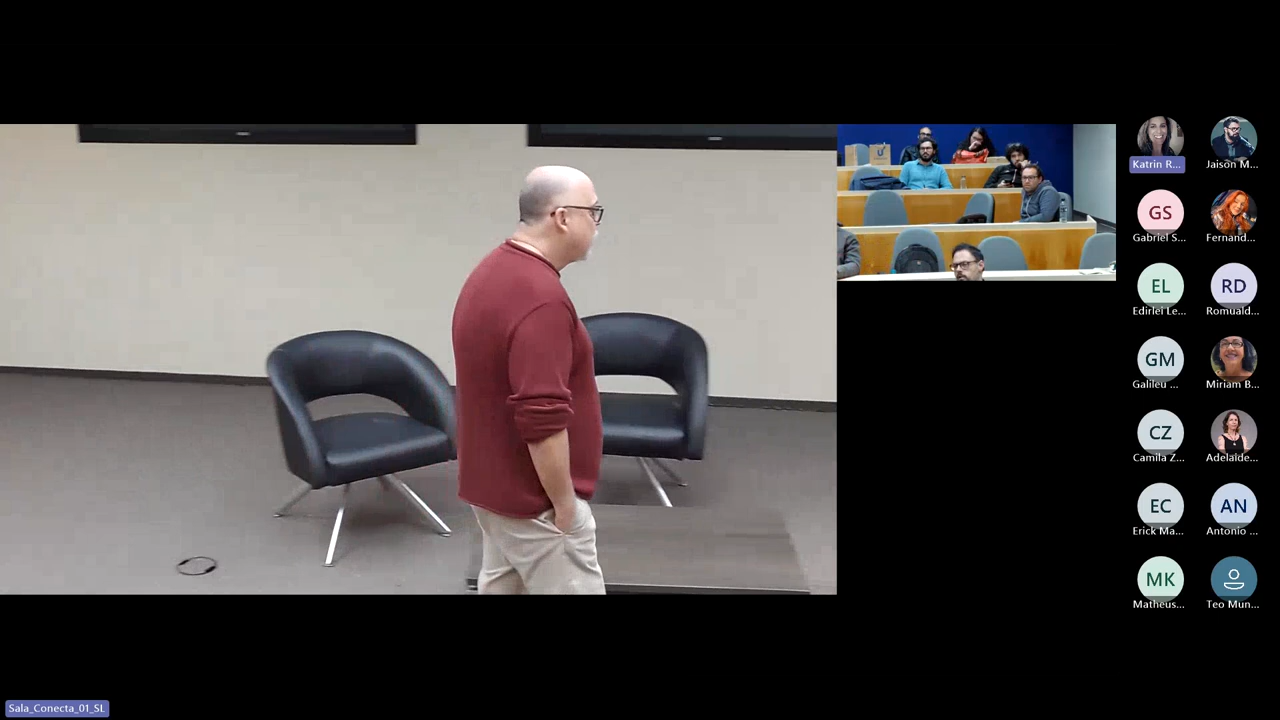 Katrin R...
Jaison M...
GS
Gabriel S...
Fernand...
EL
Edirlei Le...
RD
Romuald...
GM
Galileu ...
Miriam B...
CZ
Camila Z...
Adelaide...
EC
Erick Ma...
AN
Antonio ...
MK
Matheus...
Teo Mun...
Sala_Conecta_01_SL